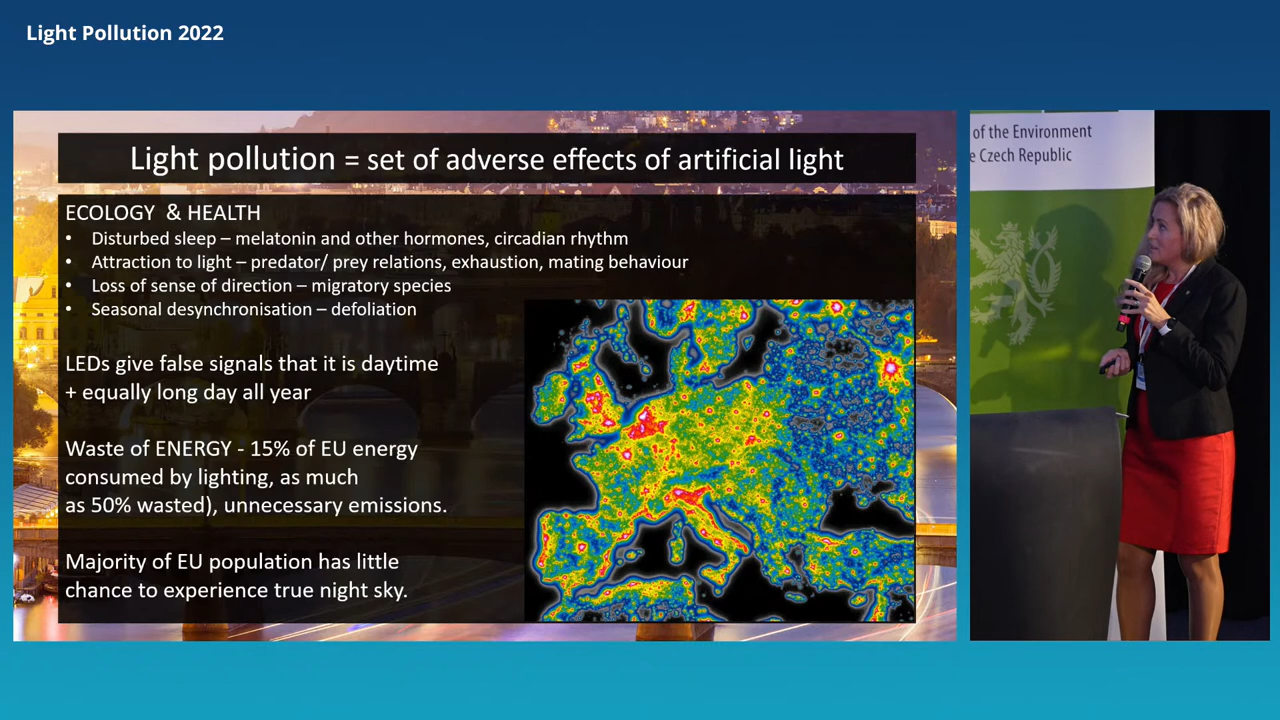 Light Pollution 2022
Light pollution = set of adverse effects of artificial light
ECOLOGY & HEALTH
• Disturbed sleep – melatonin and other hormones, circadian rhythm
• Attraction to light – predator/ prey relations, exhaustion, mating behaviour
• Loss of sense of direction – migratory species
• Seasonal desynchronisation – defoliation
LEDs give false signals that it is daytime
+ equally long day all year
Waste of ENERGY - 15% of EU energy
consumed by lighting, as much
as 50% wasted), unnecessary emissions.
Majority of EU population has little
chance to experience true night sky.
of the Environment
e Czech Republic